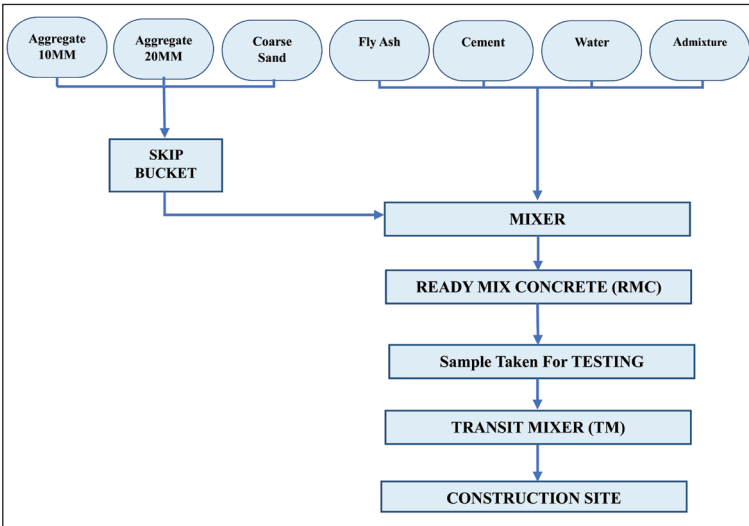 Aggregate
10MM
Aggregate
20MM
Coarse
Sand
Fly Ash
Cement
Water
Admixture
SKIP
BUCKET
MIXER
READY MIX CONCRETE (RMC)
Sample Taken For TESTING
TRANSIT MIXER (TM)
CONSTRUCTION SITE